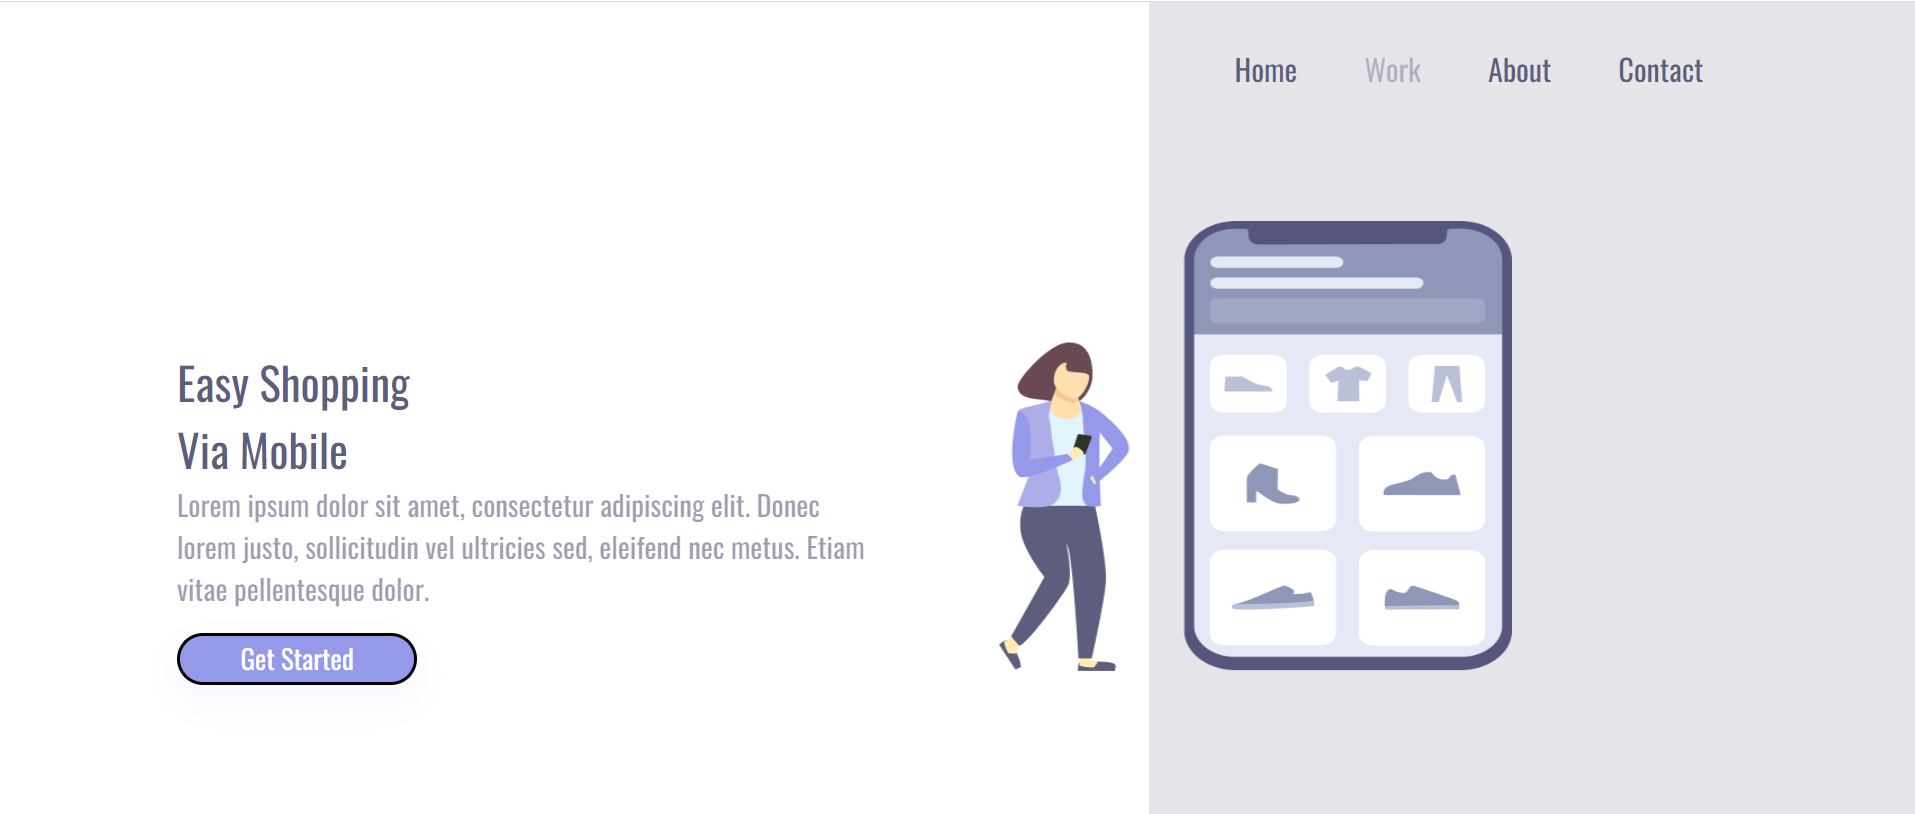 Home Work About Contact
Easy Shopping
Via Mobile
Lorem ipsum dolor sit amet, consectetur adipiscing elit. Donec
lorem justo, sollicitudin vel ultricies sed, eleifend nec metus. Etiam
vitae pellentesque dolor.
Get Started